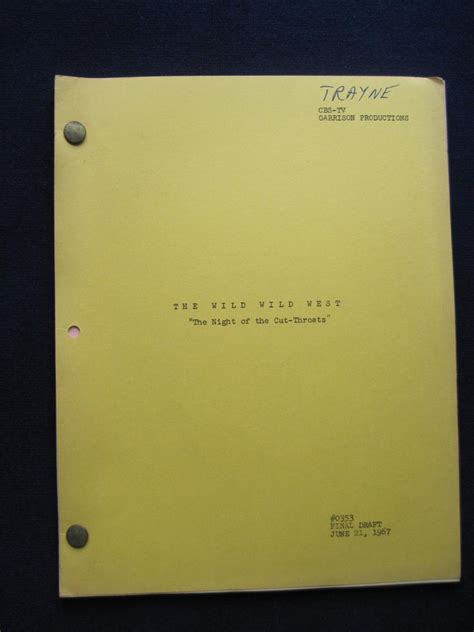 TRAYNE
CBS-TV
GARRISON PRODUCTIONS
THE WILD WILD WEST
"The Night of the Cut-Throats"
#0353
FINAL DRAFT
JUNE 21, 1967